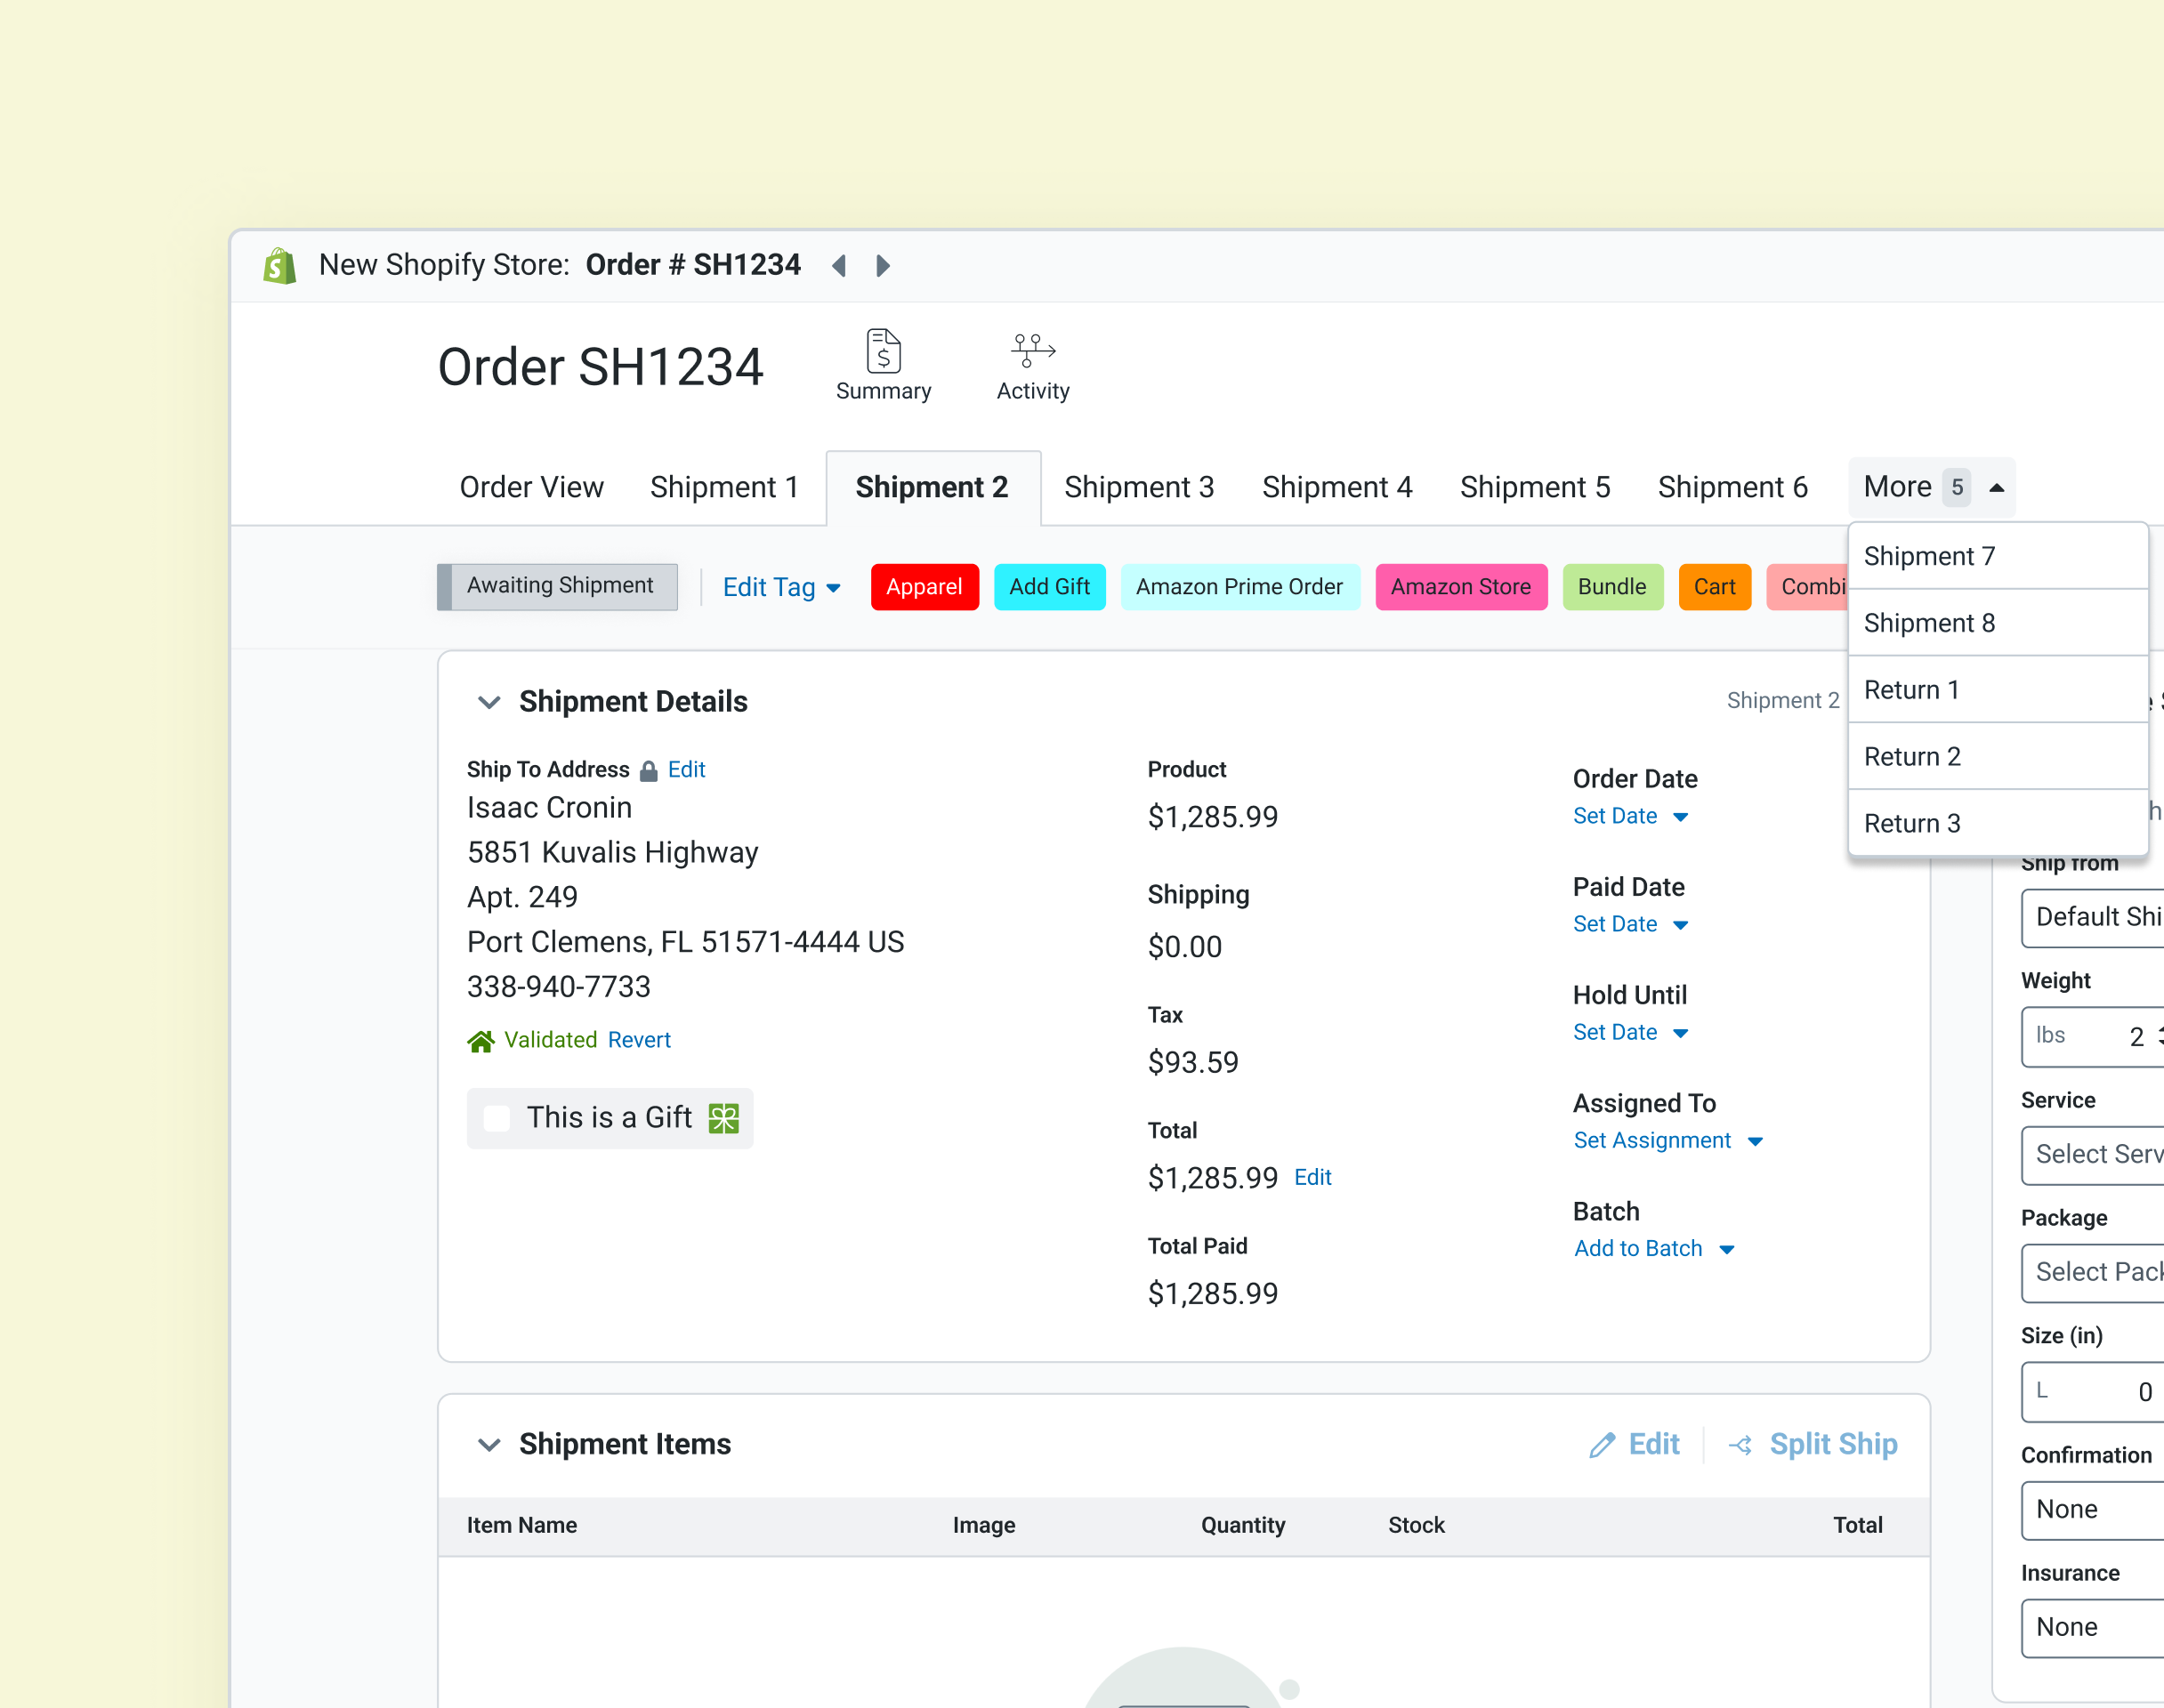 New Shopify Store: Order # SH1234
Order SH1234
Summary
Activity
Order View
Shipment 1
Shipment 2
Shipment 3
Shipment 4
Shipment 5
Shipment 6
More 5
Shipment 7
Shipment 8
Return 1
Return 2
Return 3
Awaiting Shipment
Edit Tag
Apparel
Add Gift
Amazon Prime Order
Amazon Store
Bundle
Cart
Combi
Shipment Details
Shipment 2
Ship To Address Edit
Isaac Cronin
5851 Kuvalis Highway
Apt. 249
Port Clemens, FL 51571-4444 US
338-940-7733
Validated Revert
This is a Gift
Product
$1,285.99
Shipping
$0.00
Tax
$93.59
Total
$1,285.99 Edit
Total Paid
$1,285.99
Order Date
Set Date
Paid Date
Set Date
Hold Until
Set Date
Assigned To
Set Assignment
Batch
Add to Batch
Shipment Items
Edit
Split Ship
Item Name
Image
Quantity
Stock
Total
Ship from
Default Shi
Weight
lbs 2
Service
Select Serv
Package
Select Pack
Size (in)
L 0
Confirmation
None
Insurance
None